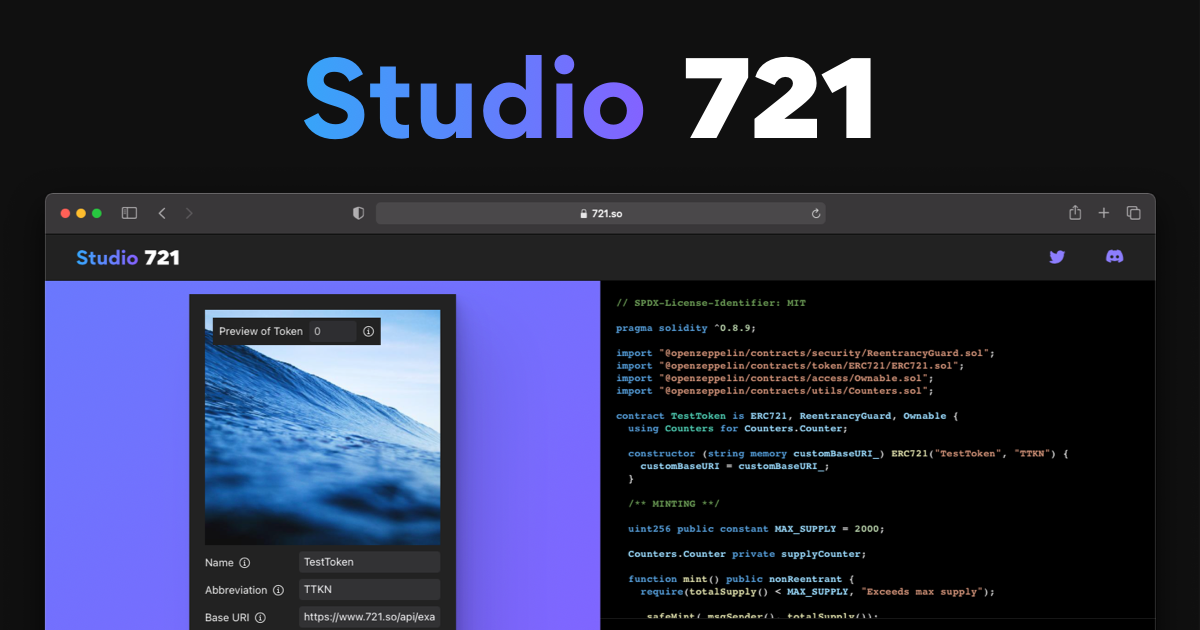 Studio 721
721.so
Studio 721
Preview of Token 0
Name TestToken
Abbreviation TTKN
Base URI https://www.721.so/api/exa
// SPDX-License-Identifier: MIT
pragma solidity ^0.8.9;
import "@openzeppelin/contracts/security/ReentrancyGuard.sol";
import "@openzeppelin/contracts/token/ERC721/ERC721.sol";
import "@openzeppelin/contracts/access/Ownable.sol";
import "@openzeppelin/contracts/utils/Counters.sol";
contract TestToken is ERC721, ReentrancyGuard, Ownable {
using Counters for Counters.Counter;
constructor (string memory customBaseURI_) ERC721("TestToken", "TTKN") {
customBaseURI = customBaseURI_;
}
/** MINTING **/
uint256 public constant MAX_SUPPLY = 2000;
Counters.Counter private supplyCounter;
function mint() public nonReentrant {
require(totalSupply() < MAX_SUPPLY, "Exceeds max supply");
_safeMint(_msgSender(), totalSupply());